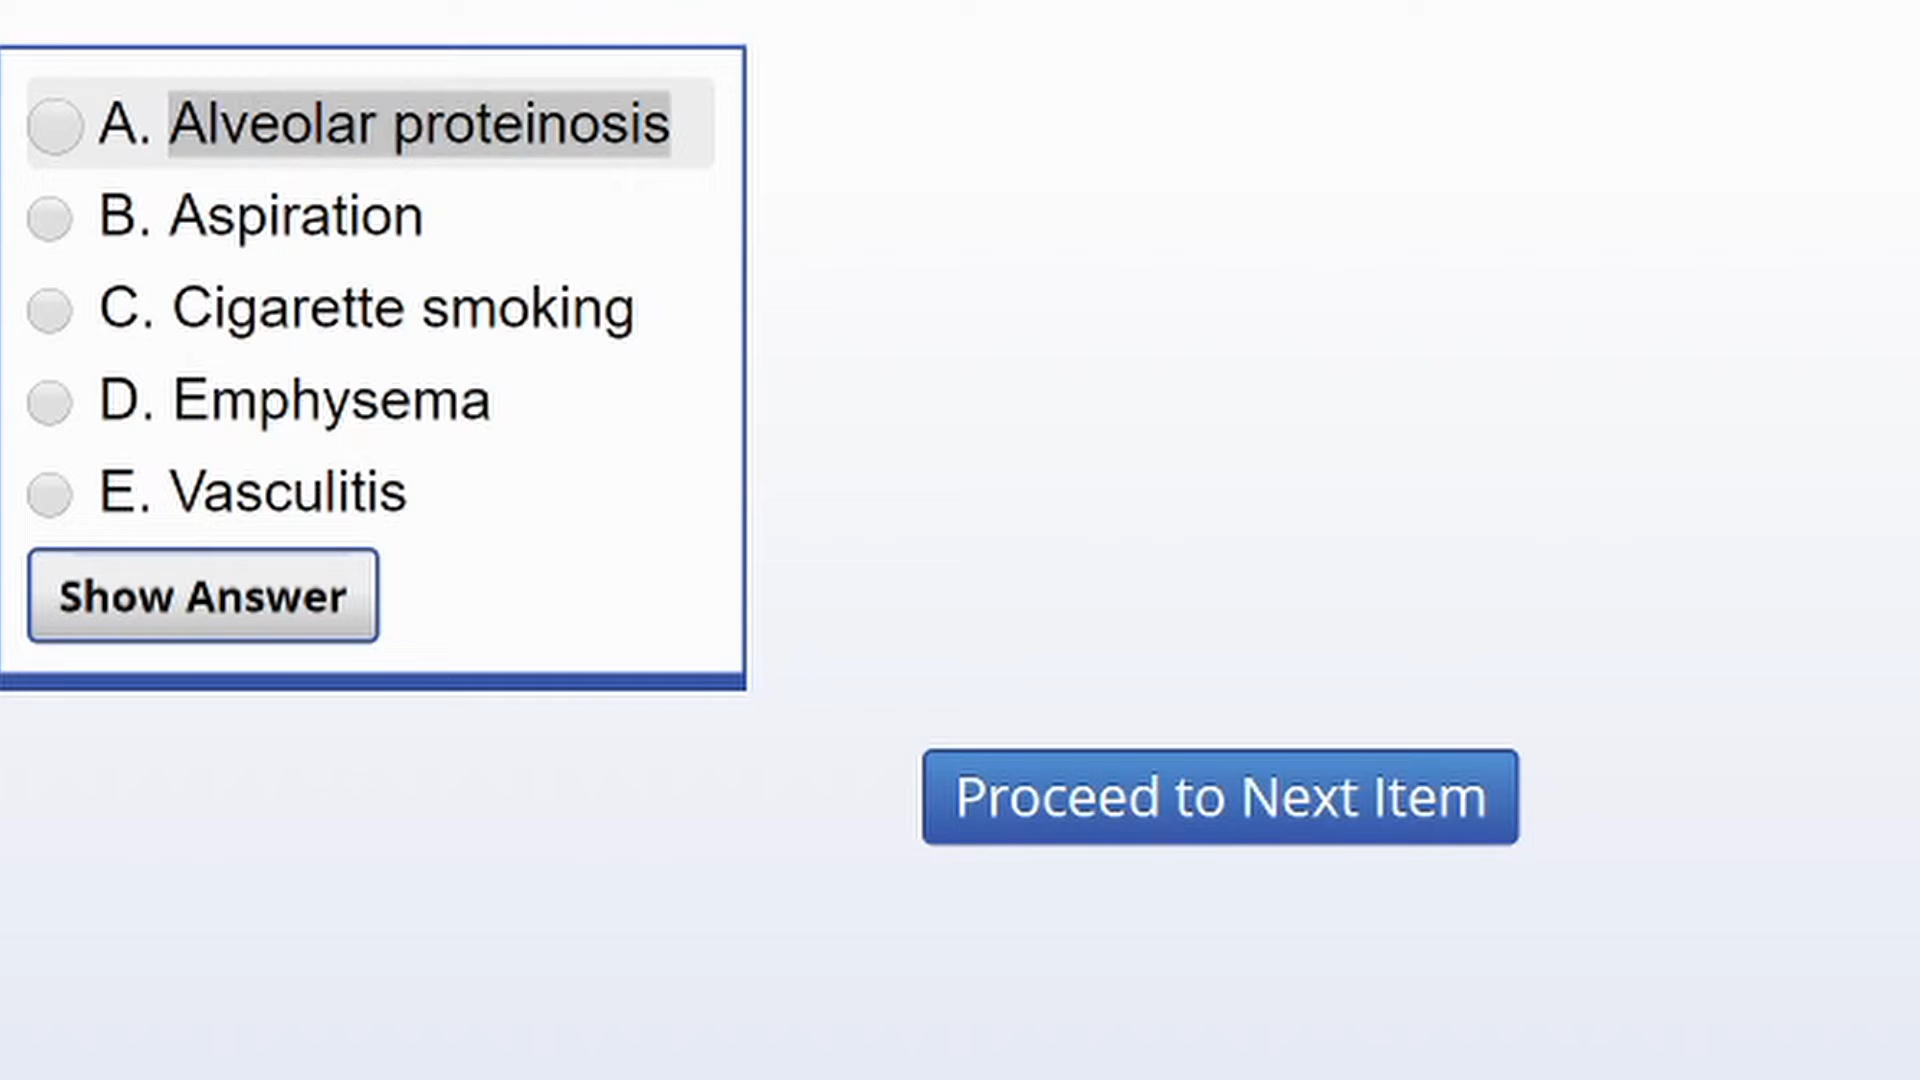 A. Alveolar proteinosis
B. Aspiration
C. Cigarette smoking
D. Emphysema
E. Vasculitis
Show Answer
Proceed to Next Item